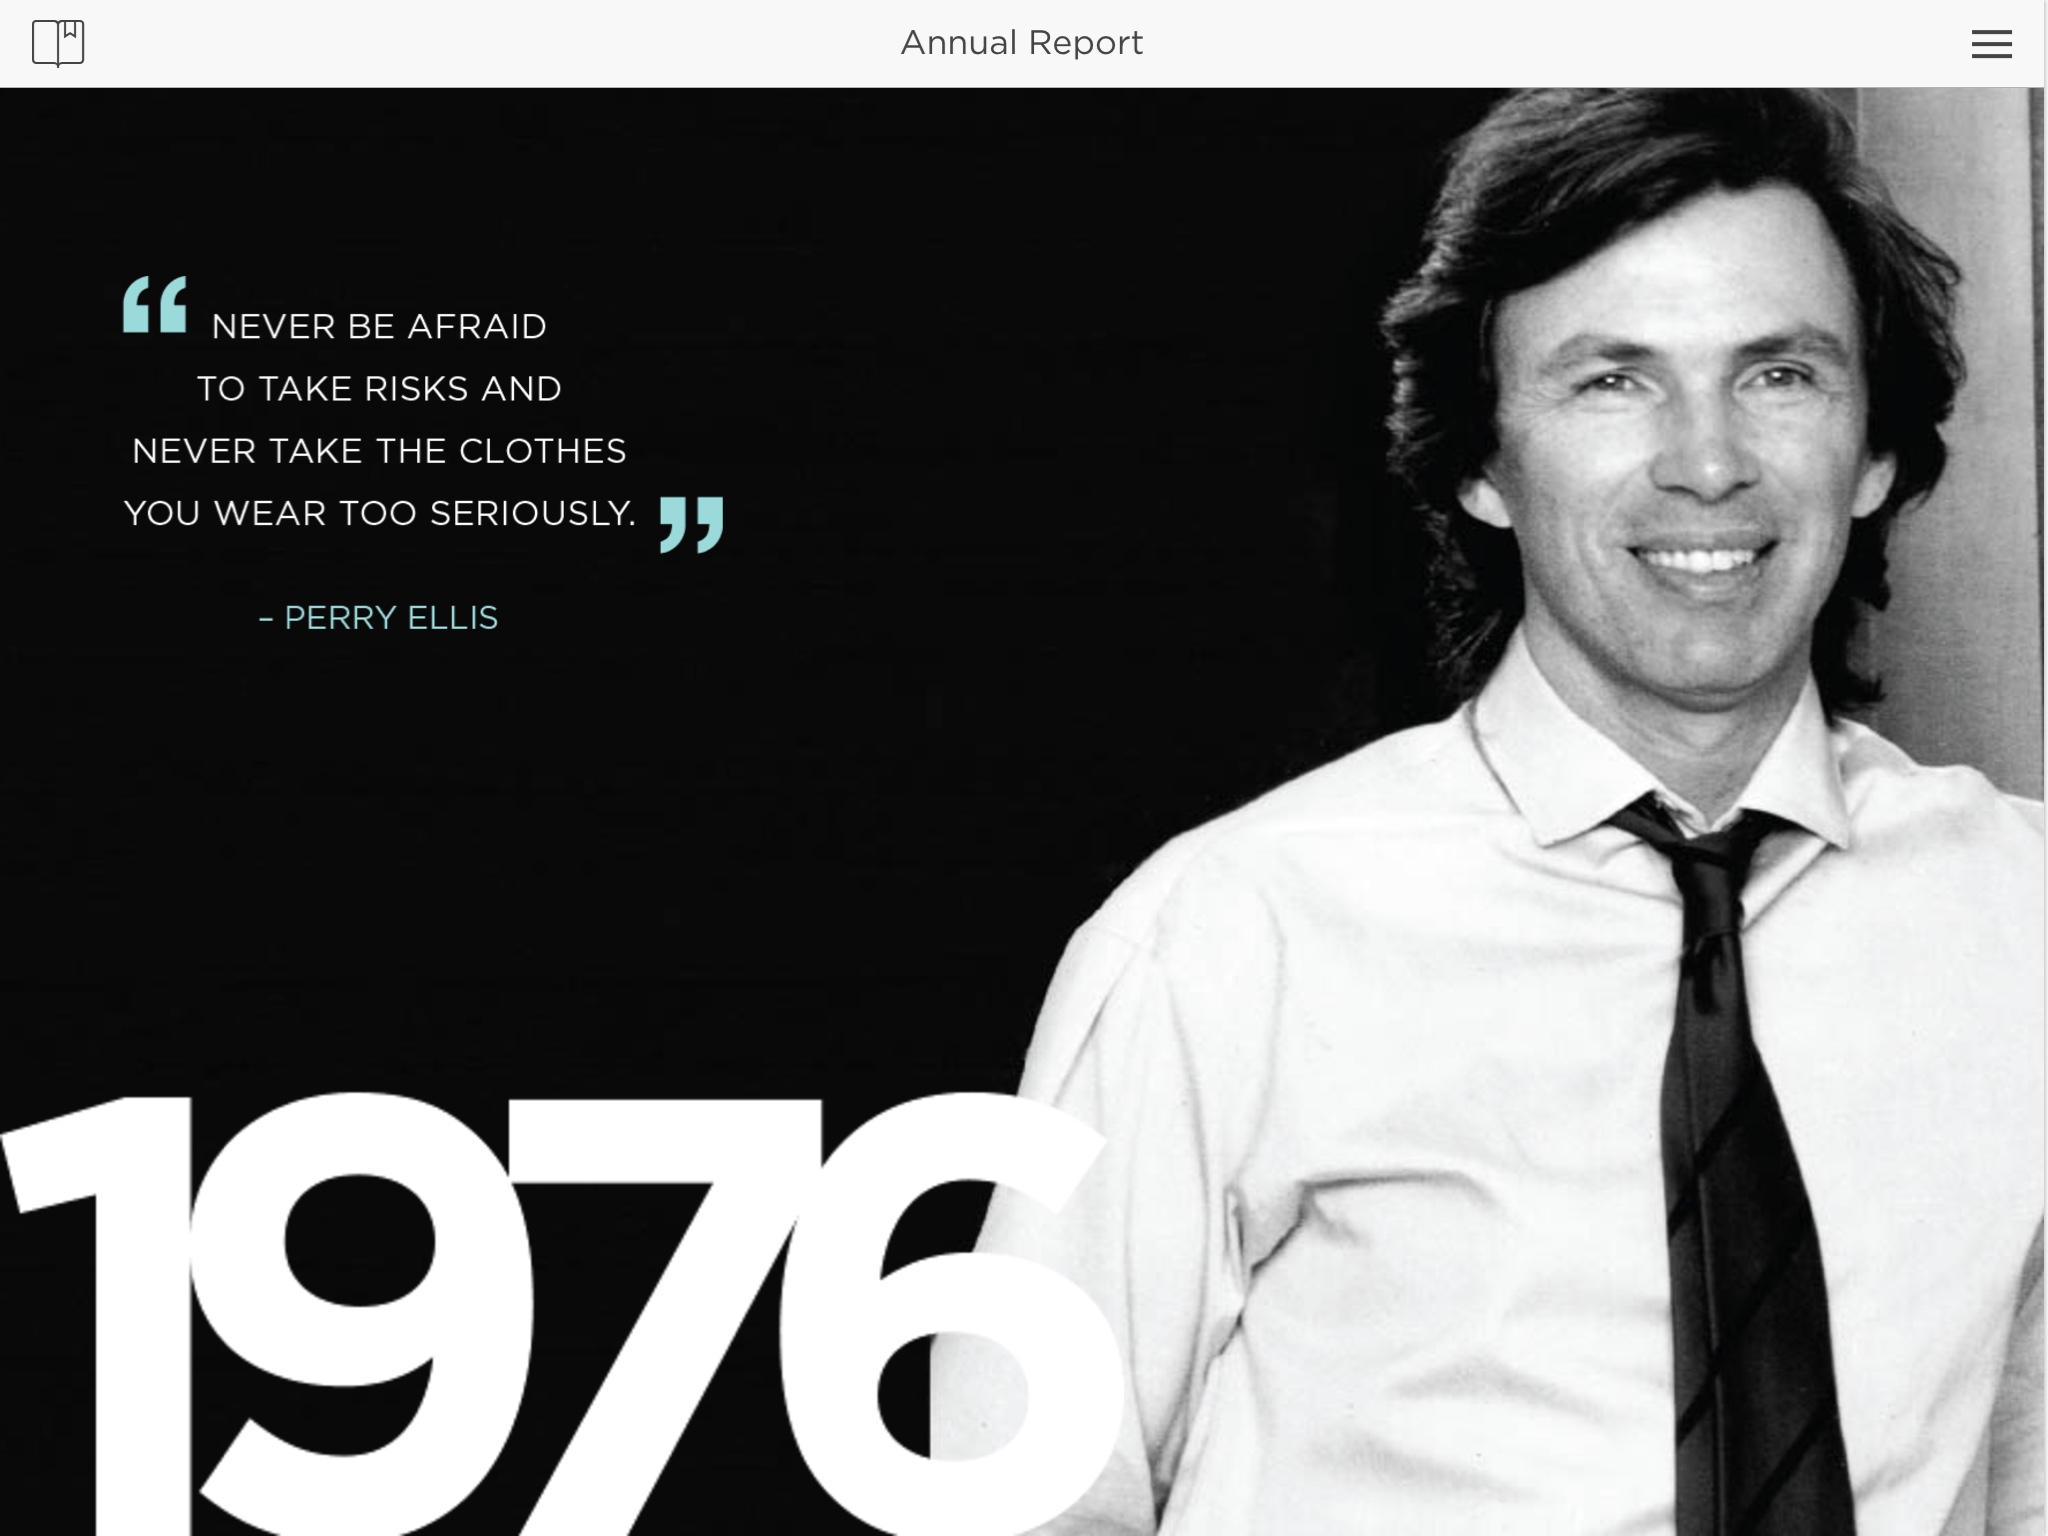 Annual Report
“ NEVER BE AFRAID
TO TAKE RISKS AND
NEVER TAKE THE CLOTHES
YOU WEAR TOO SERIOUSLY. ”
– PERRY ELLIS
1976